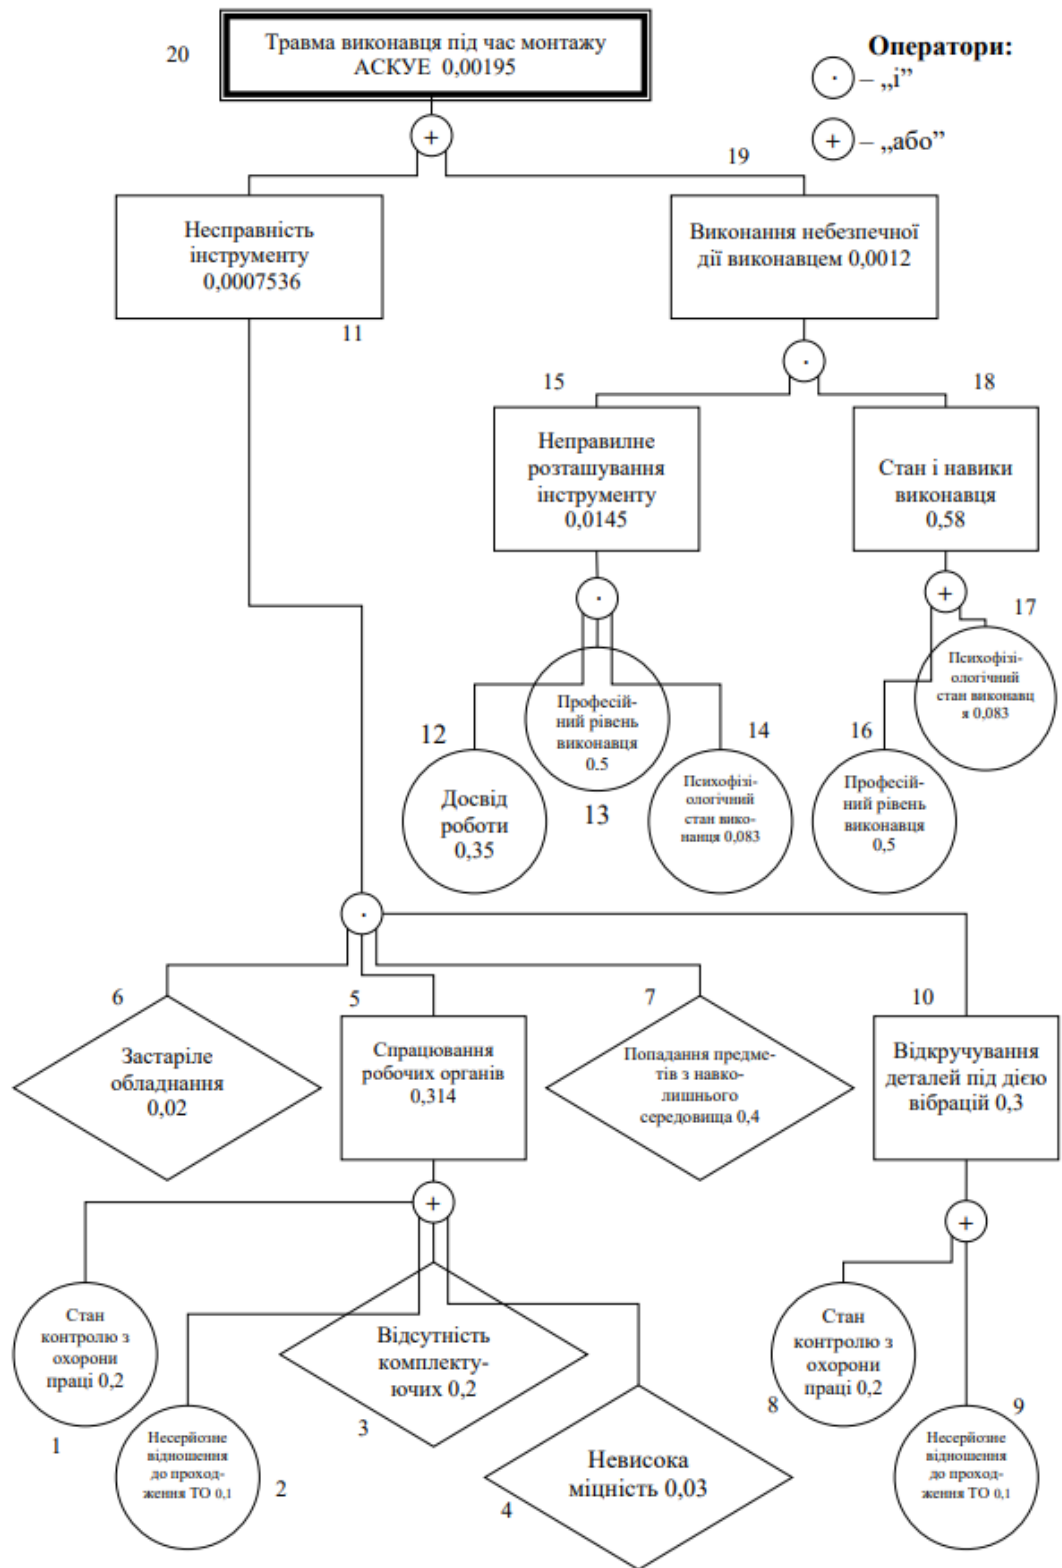 20
Травма виконавця під час монтажу
АСКУЕ 0,00195
Оператори:
· – „і”
+ – „або”
+
19
Несправність
інструменту
0,0007536
11
Виконання небезпечної
дії виконавцем 0,0012
·
15
18
Неправилне
розташування
інструменту
0,0145
Стан і навики
виконавця
0,58
·
+
17
Психофізі-
ологічний
стан виконавц
я 0,083
Професій-
ний рівень
виконавця
0.5
12
14
16
13
Досвід
роботи
0,35
Психофізі-
ологічний
стан вико-
нанця 0,083
Професій-
ний рівень
виконавця
0,5
·
6
5
7
10
Застаріле
обладнання
0,02
Спрацювання
робочих органів
0,314
Попадання предме-
тів з навко-
лишнього
середовища 0,4
Відкручування
деталей під дією
вібрацій 0,3
+
+
Стан
контролю з
охорони
праці 0,2
1
Несерйозне
відношення
до проход-
ження ТО 0,1
2
Відсутність
комплекту-
ючих 0,2
3
Невисока
міцність 0,03
4
Стан
контролю з
охорони
праці 0,2
8
9
Несерйозне
відношення
до проход-
ження ТО 0,1